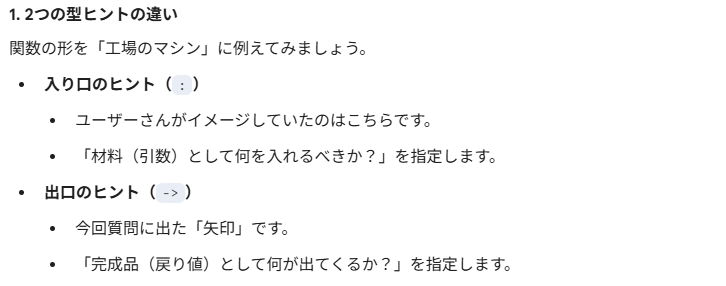 1. 2つの型ヒントの違い
関数の形を「工場のマシン」に例えてみましょう。
• 入り口のヒント（ : ）
• ユーザーさんがイメージしていたのはこちらです。
• 「材料（引数）として何を入れるべきか？」を指定します。
• 出口のヒント（ -> ）
• 今回質問に出た「矢印」です。
• 「完成品（戻り値）として何が出てくるか？」を指定します。